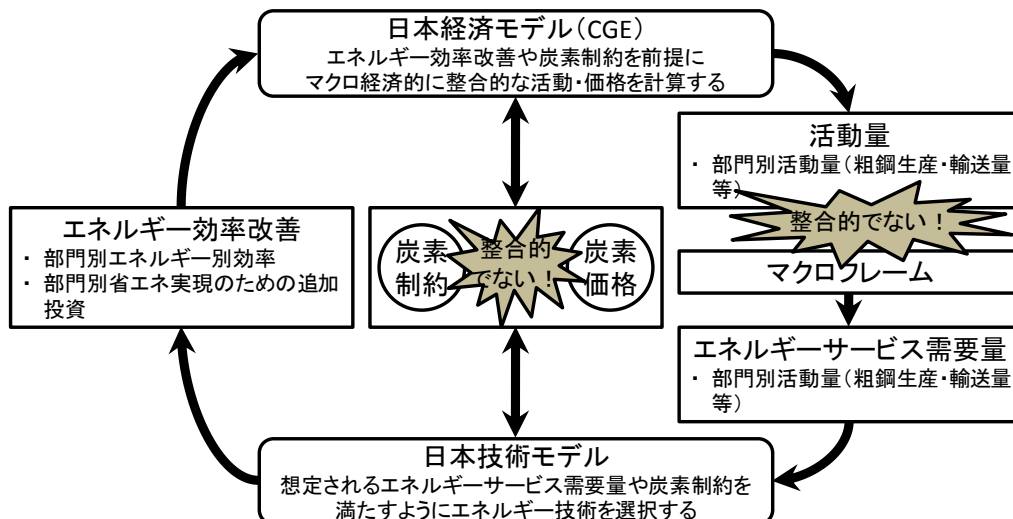 日本経済モデル(CGE)
エネルギー効率改善や炭素制約を前提に
マクロ経済的に整合的な活動・価格を計算する
活動量
・ 部門別活動量(粗鋼生産・輸送量
等)
整合的でない！
マクロフレーム
エネルギー効率改善
・ 部門別エネルギー別効率
・ 部門別省エネ実現のための追加
投資
炭素
制約
整合的
でない！
炭素
価格
エネルギーサービス需要量
・ 部門別活動量(粗鋼生産・輸送量
等)
日本技術モデル
想定されるエネルギーサービス需要量や炭素制約を
満たすようにエネルギー技術を選択する